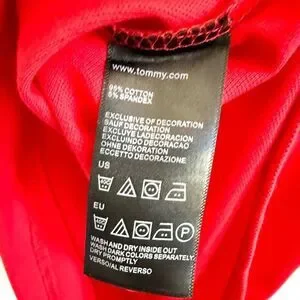 www.tommy.com
95% COTTON
5% SPANDEX
EXCLUSIVE OF DECORATION
SAUF DECORATION
EXCLUYE LADECORACION
EXCLUINDO DECORACAO
OHNE DEKORATION
ECCETTO DECORAZIONE
US
EU
WASH AND DRY INSIDE OUT
WASH DARK COLORS SEPARATELY
DRY PROMPTLY
VERSO/AL REVERSO